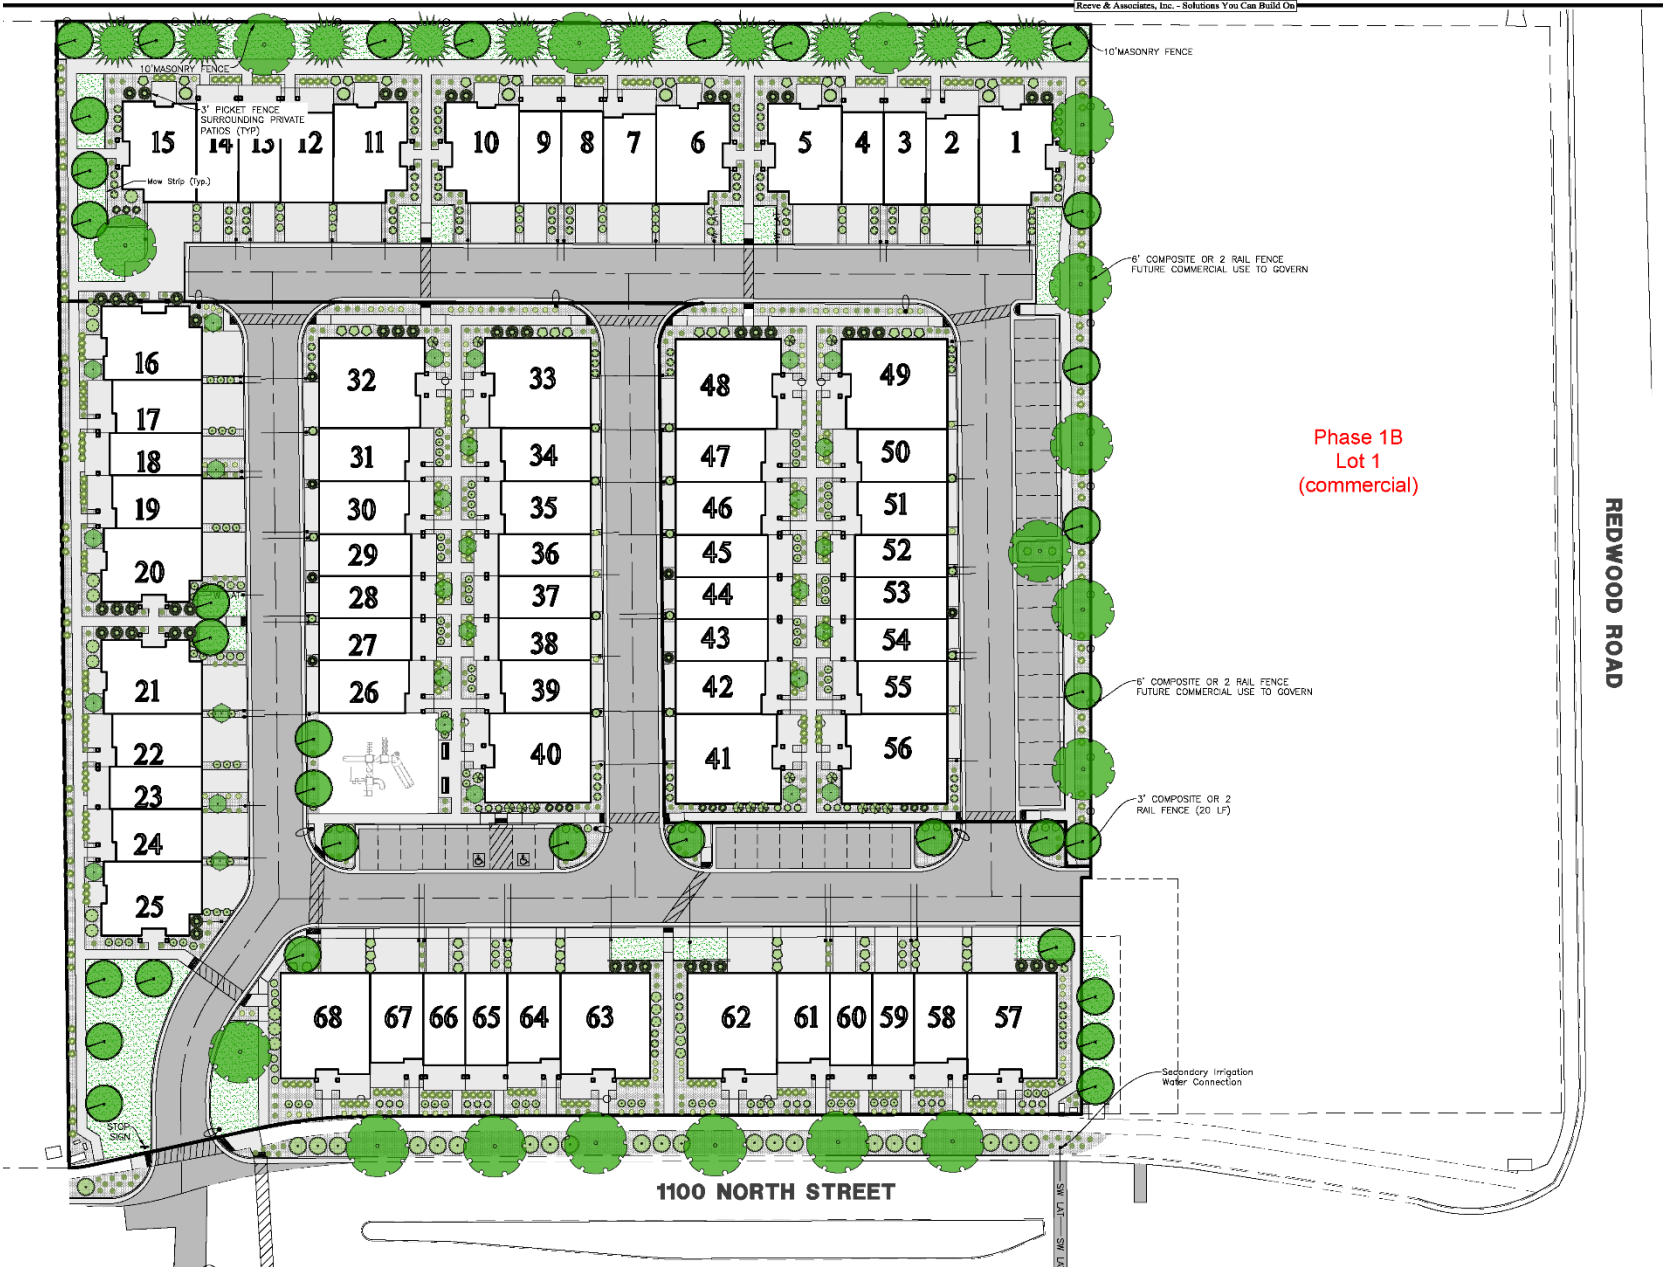 Reeve & Associates, Inc. - Solutions You Can Build On
10'MASONRY FENCE
10'MASONRY FENCE
3' PICKET FENCE
SURROUNDING PRIVATE
PATIOS (TYP)
15 14 13 12 11 10 9 8 7 6 5 4 3 2 1
Mow Strip (Typ.)
6' COMPOSITE OR 2 RAIL FENCE
FUTURE COMMERCIAL USE TO GOVERN
16
17
18
19
20
21
22
23
24
25
32
31
30
29
28
27
26
33
34
35
36
37
38
39
40
48
47
46
45
44
43
42
41
49
50
51
52
53
54
55
56
Phase 1B
Lot 1
(commercial)
REDWOOD ROAD
6' COMPOSITE OR 2 RAIL FENCE
FUTURE COMMERCIAL USE TO GOVERN
3' COMPOSITE OR 2
RAIL FENCE (20 LF)
68 67 66 65 64 63 62 61 60 59 58 57
Secondary Irrigation
Water Connection
STOP
SIGN
1100 NORTH STREET
SW LAT
SW LA